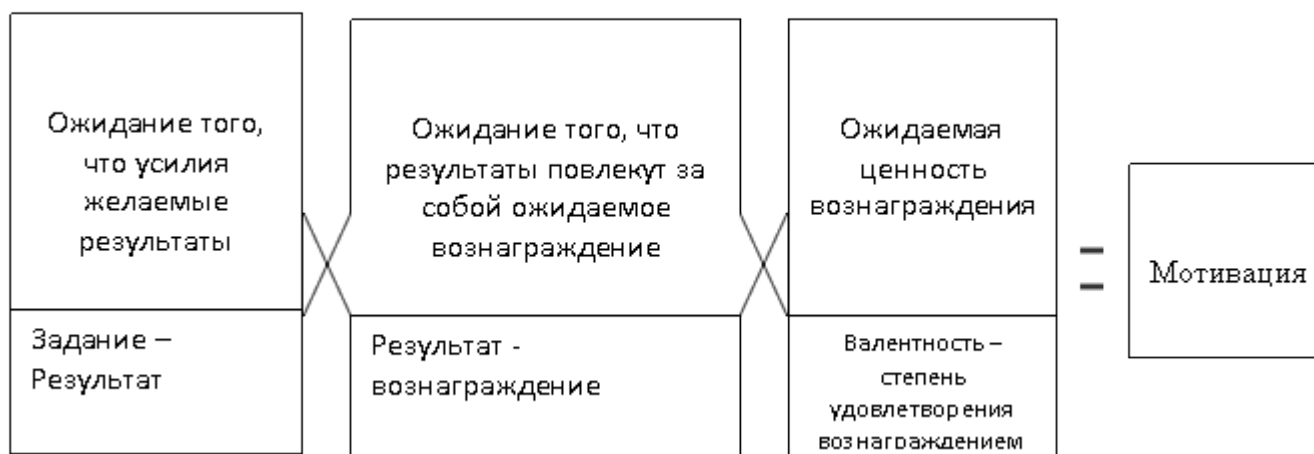 Ожидание того,
что усилия
желаемые
результаты
Задание –
Результат
Ожидание того, что
результаты повлекут за
собой ожидаемое
вознаграждение
Результат -
вознаграждение
Ожидаемая
ценность
вознаграждения
Валентность –
степень
удовлетворения
вознаграждением
=
Мотивация